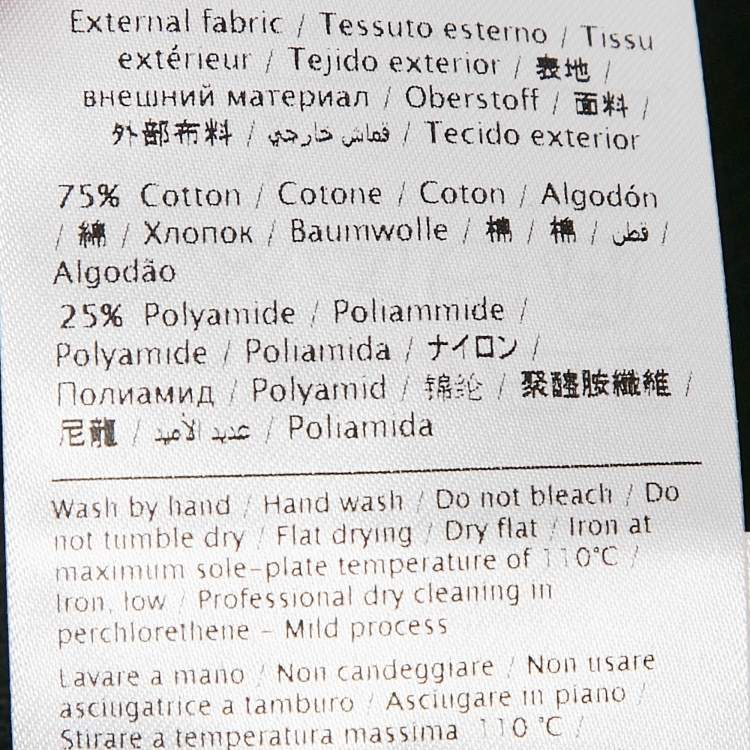 External fabric / Tessuto esterno / Tissu
extérieur / Tejido exterior / 表地 /
внешний материал / Oberstoff / 面料 /
外部布料 / قماش خارجي / Tecido exterior
75% Cotton / Cotone / Coton / Algodón
/ 綿 / Хлопок / Baumwolle / 棉 / 棉 / قطن /
Algodão
25% Polyamide / Poliammide /
Polyamide / Poliamida / ナイロン /
Полиамид / Polyamid / 锦纶 / 聚醯胺纖維 /
尼龍 / عديد الأميد / Poliamida
Wash by hand / Hand wash / Do not bleach / Do
not tumble dry / Flat drying / Dry flat / Iron at
maximum sole-plate temperature of 110°C /
Iron, low / Professional dry cleaning in
perchlorethene - Mild process
Lavare a mano / Non candeggiare / Non usare
asciugatrice a tamburo / Asciugare in piano /
Stirare a temperatura massima 110°C /